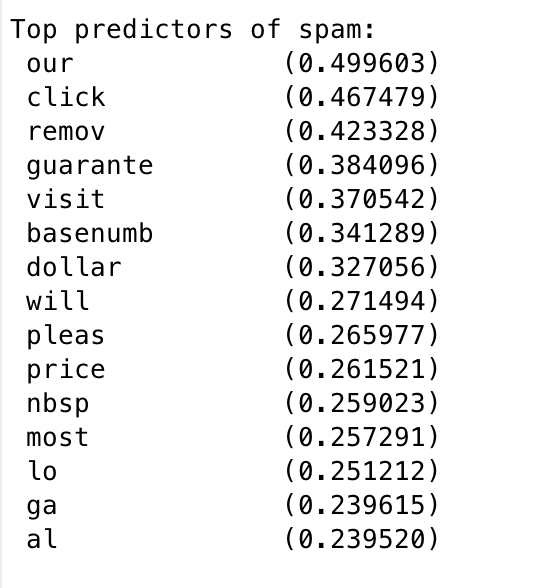 Top predictors of spam:
our (0.499603)
click (0.467479)
remov (0.423328)
guarante (0.384096)
visit (0.370542)
basenumb (0.341289)
dollar (0.327056)
will (0.271494)
pleas (0.265977)
price (0.261521)
nbsp (0.259023)
most (0.257291)
lo (0.251212)
ga (0.239615)
al (0.239520)